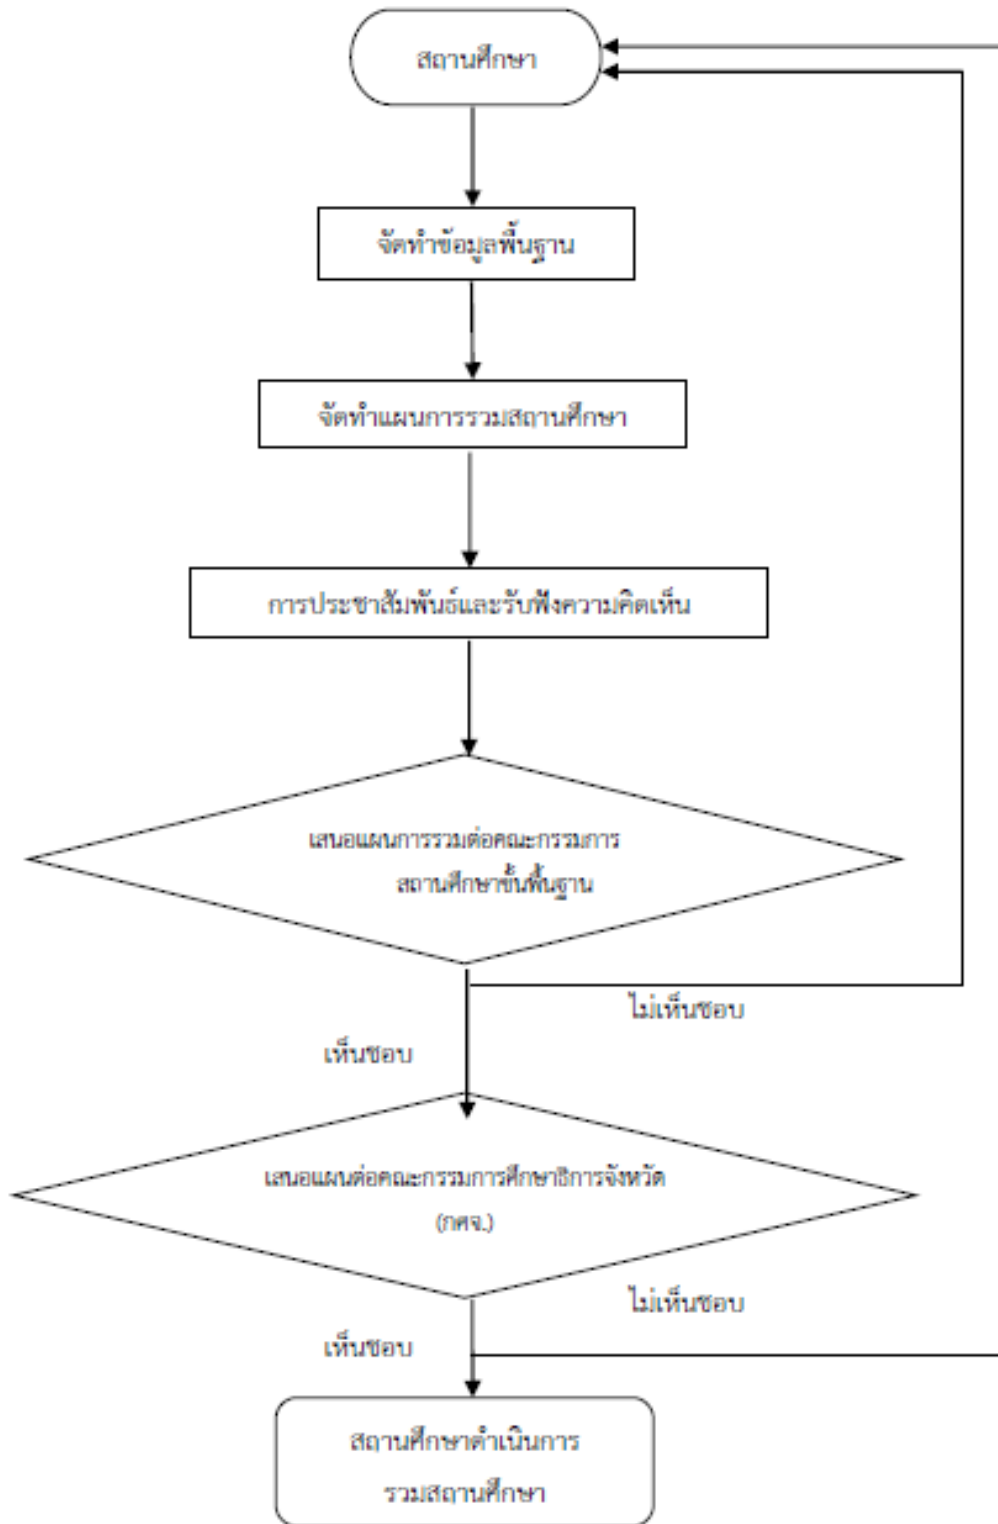 สถานศึกษา
จัดทำข้อมูลพื้นฐาน
จัดทำแผนการรวมสถานศึกษา
การประชาสัมพันธ์และรับฟังความคิดเห็น
เสนอแผนการรวมต่อคณะกรรมการ
สถานศึกษาขั้นพื้นฐาน
ไม่เห็นชอบ
เห็นชอบ
เสนอแผนต่อคณะกรรมการศึกษาธิการจังหวัด
(กศจ.)
ไม่เห็นชอบ
เห็นชอบ
สถานศึกษาดำเนินการ
รวมสถานศึกษา